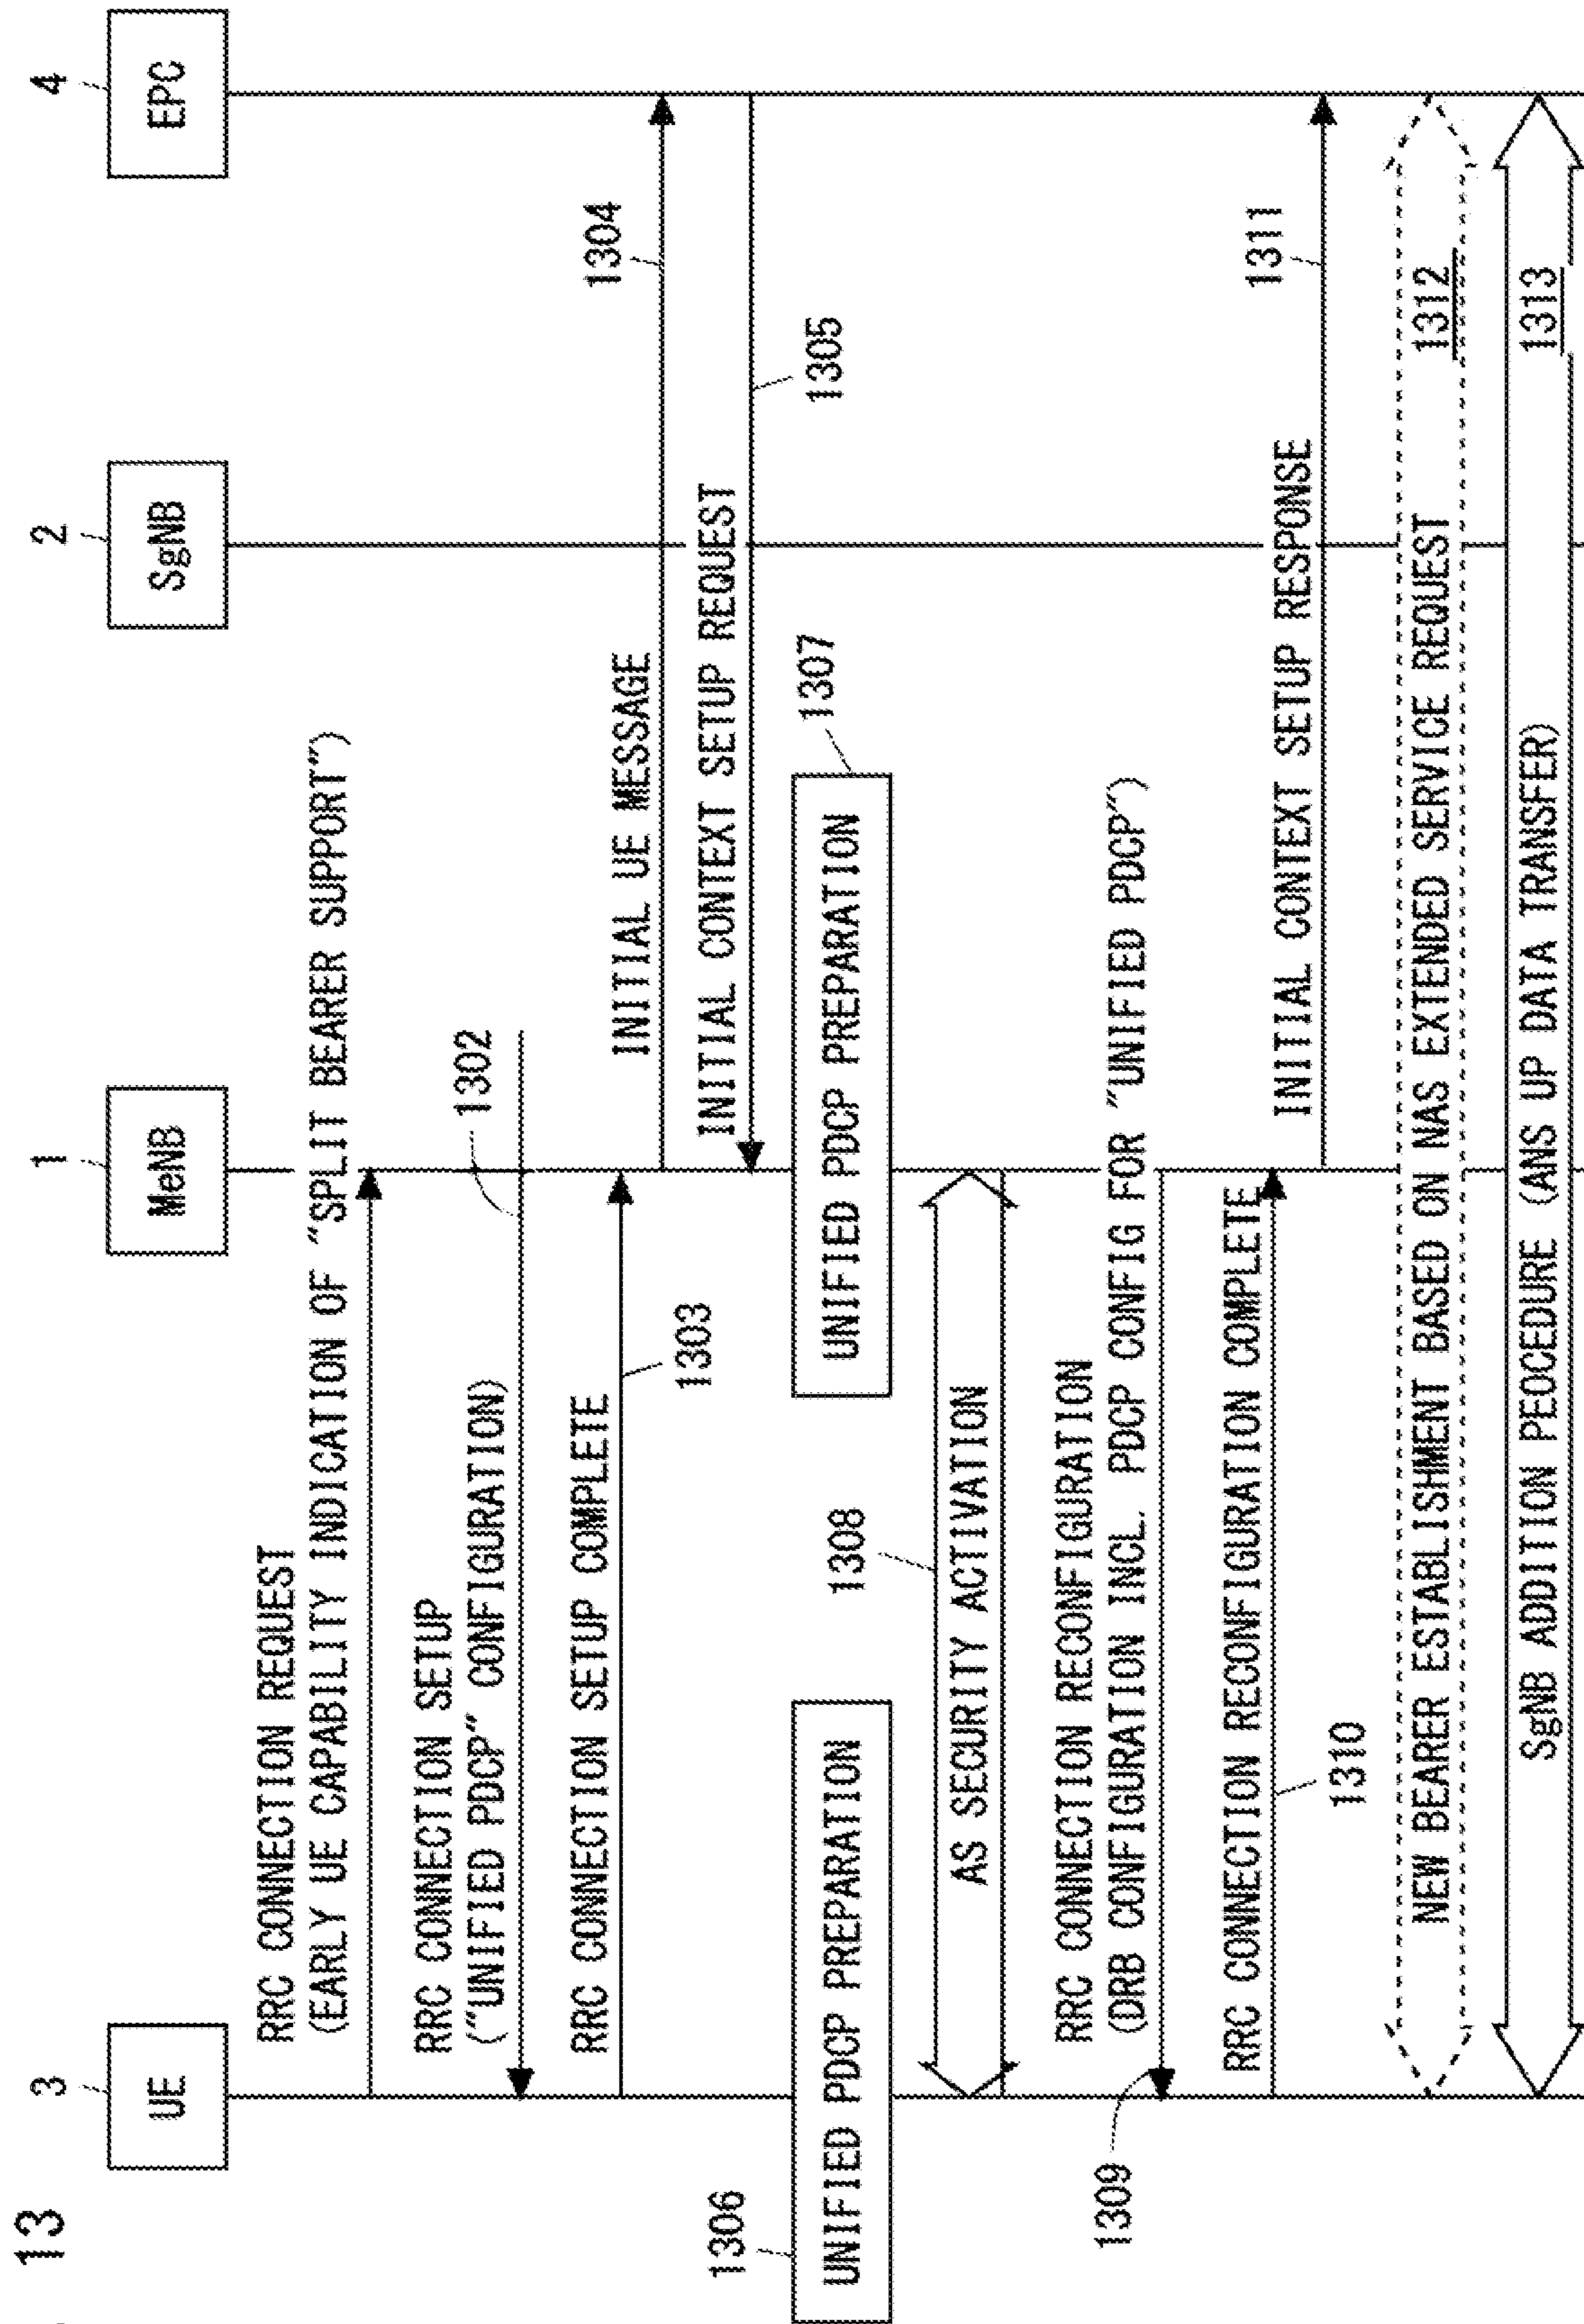 13
3
1
2
4
UE
MeNB
SgNB
EPC
RRC CONNECTION REQUEST
(EARLY UE CAPABILITY INDICATION OF "SPLIT BEARER SUPPORT")
RRC CONNECTION SETUP
("UNIFIED PDCP" CONFIGURATION)
1302
RRC CONNECTION SETUP COMPLETE
1303
INITIAL UE MESSAGE
1304
INITIAL CONTEXT SETUP REQUEST
1305
1306
UNIFIED PDCP PREPARATION
UNIFIED PDCP PREPARATION
1307
1308
AS SECURITY ACTIVATION
RRC CONNECTION RECONFIGURATION
(DRB CONFIGURATION INCL. PDCP CONFIG FOR "UNIFIED PDCP")
1309
RRC CONNECTION RECONFIGURATION COMPLETE
1310
INITIAL CONTEXT SETUP RESPONSE
1311
NEW BEARER ESTABLISHMENT BASED ON NAS EXTENDED SERVICE REQUEST 1312
SgNB ADDITION PEOCEDURE (ANS UP DATA TRANSFER) 1313